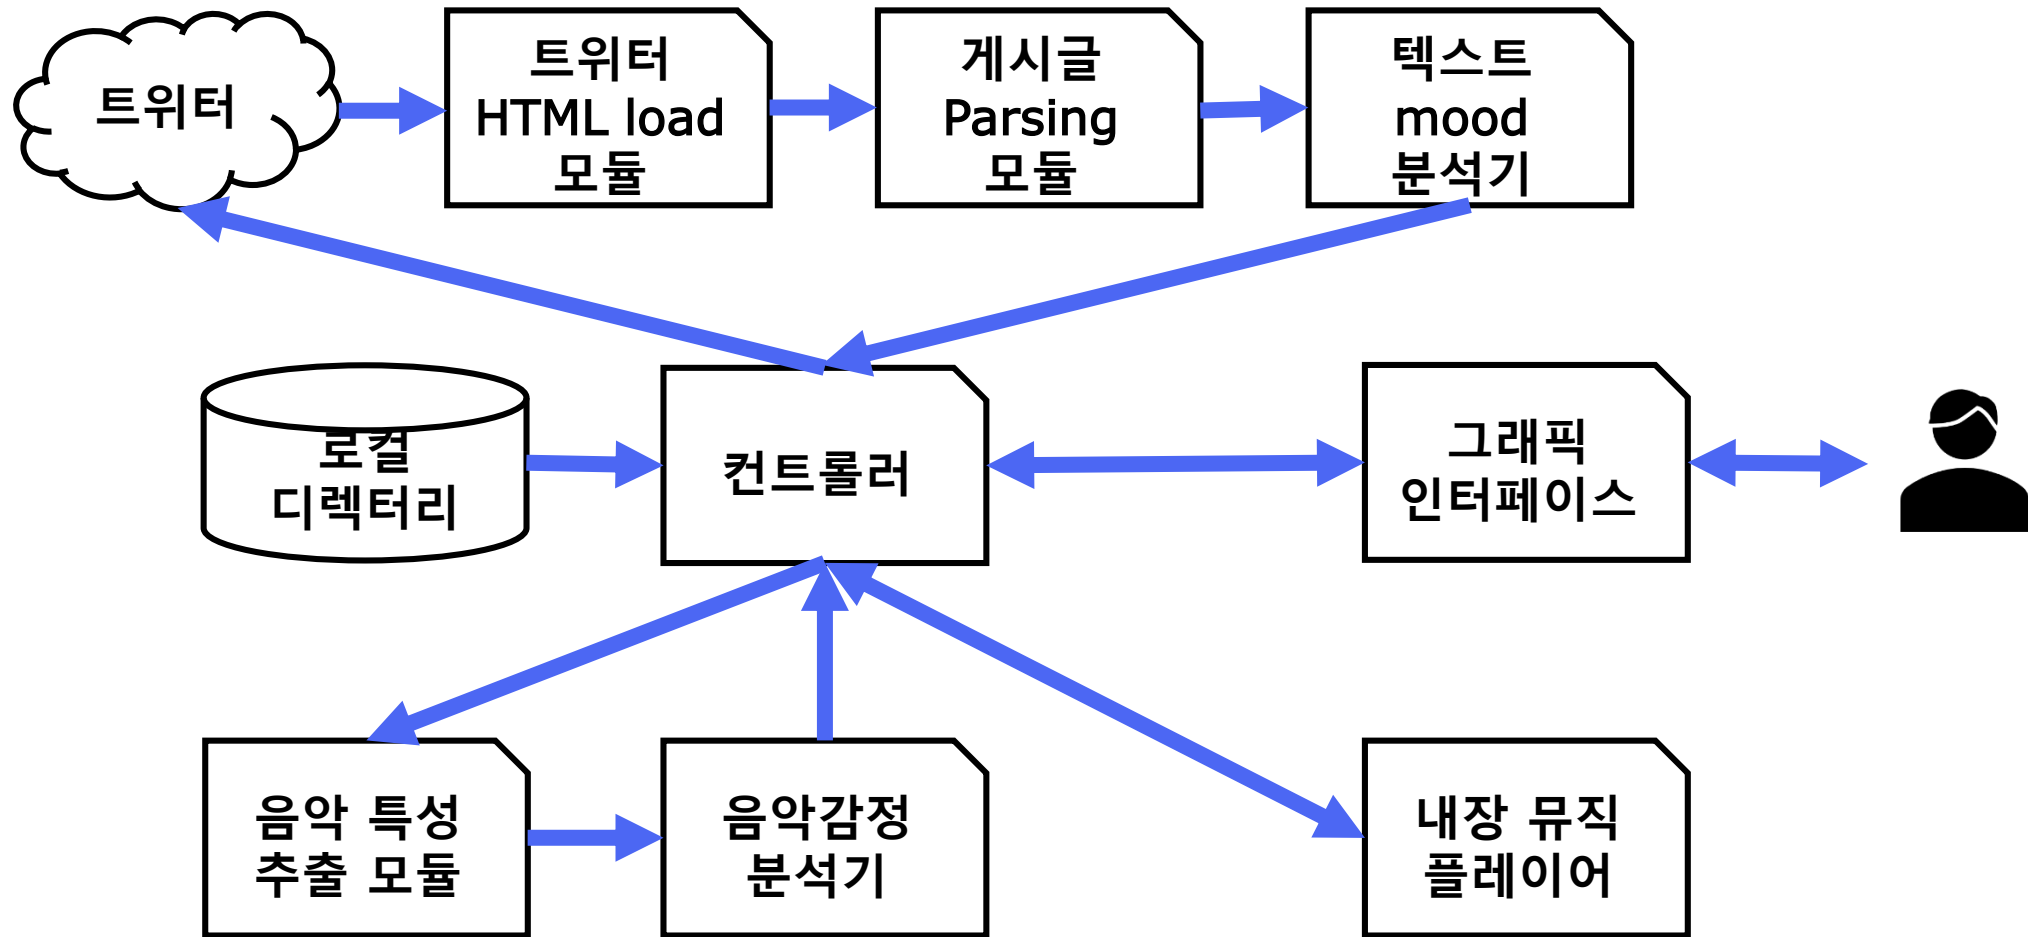 트위터
트위터
HTML load
모듈
게시글
Parsing
모듈
텍스트
mood
분석기
로컬
디렉터리
컨트롤러
그래픽
인터페이스
음악 특성
추출 모듈
음악감정
분석기
내장 뮤직
플레이어